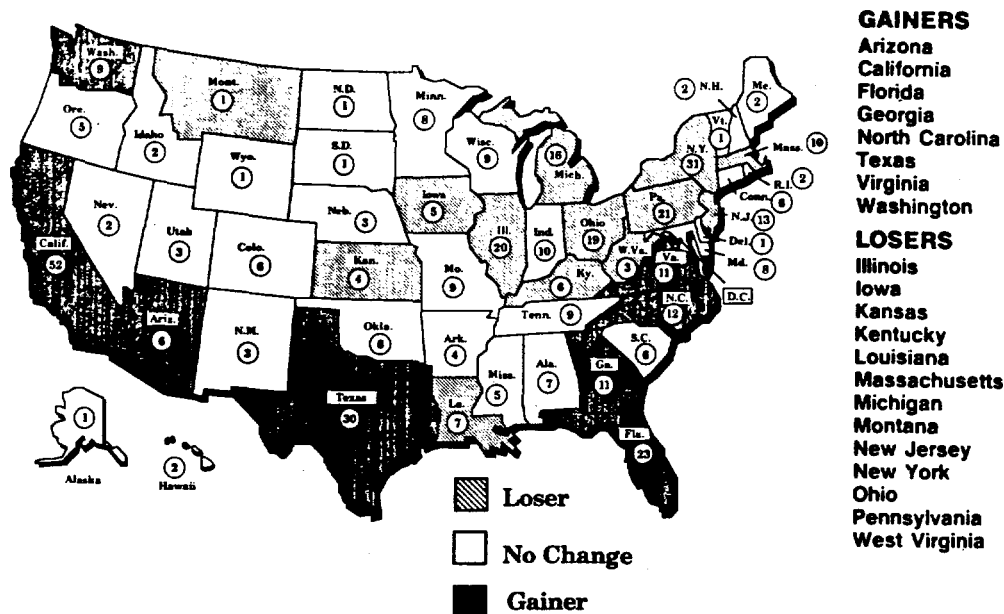 Wash.
9
Mont.
1
N.D.
1
Minn.
8
Ore.
5
Idaho
2
Wyo.
1
S.D.
1
Wisc.
9
16
Mich.
N.Y.
31
2 N.H.
Me.
2
Vt.
1
Mass. 10
R.I. 2
Conn. 6
N.J. 13
Del. 1
Md. 8
D.C.
Nev.
2
Utah
3
Colo.
6
Neb.
3
Iowa
5
Ill.
20
Ind.
10
Ohio
19
Pa.
21
W.Va.
3
Va.
11
Calif.
52
Kan.
4
Mo.
9
Ky.
6
N.C.
12
Tenn. 9
Ariz.
6
N.M.
3
Okla.
6
Ark.
4
S.C.
6
Miss.
5
Ala.
7
Ga.
11
Texas
30
La.
7
Fla.
23
1
Alaska
2
Hawaii
Loser
No Change
Gainer
GAINERS
Arizona
California
Florida
Georgia
North Carolina
Texas
Virginia
Washington
LOSERS
Illinois
Iowa
Kansas
Kentucky
Louisiana
Massachusetts
Michigan
Montana
New Jersey
New York
Ohio
Pennsylvania
West Virginia